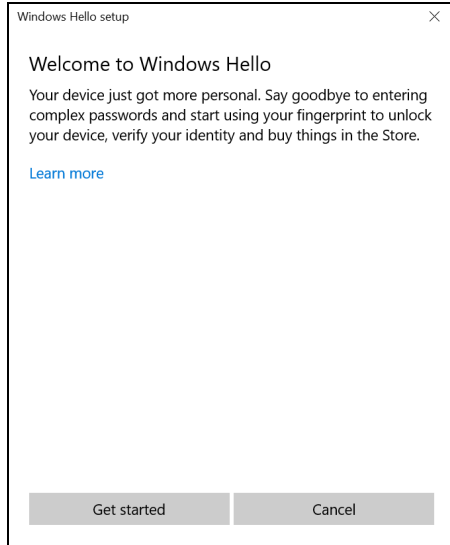 Windows Hello setup
Welcome to Windows Hello
Your device just got more personal. Say goodbye to entering
complex passwords and start using your fingerprint to unlock
your device, verify your identity and buy things in the Store.
Learn more
Get started
Cancel